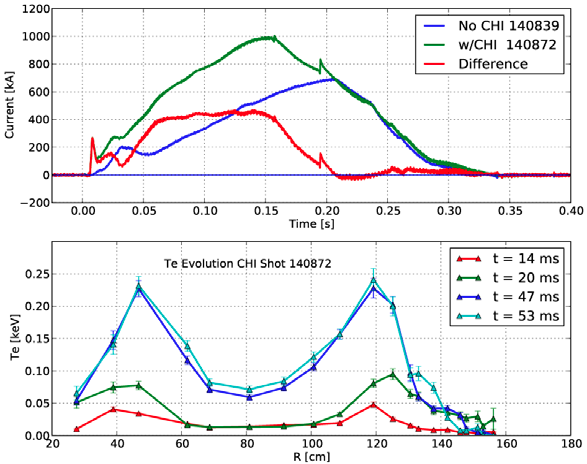 1200
1000
800
600
400
200
0
−200
Current [kA]
No CHI 140839
w/CHI 140872
Difference
0.00 0.05 0.10 0.15 0.20 0.25 0.30 0.35 0.40
Time [s]
Te Evolution CHI Shot 140872
t = 14 ms
t = 20 ms
t = 47 ms
t = 53 ms
0.25
0.20
0.15
0.10
0.05
0.00
Te [keV]
20 40 60 80 100 120 140 160 180
R [cm]